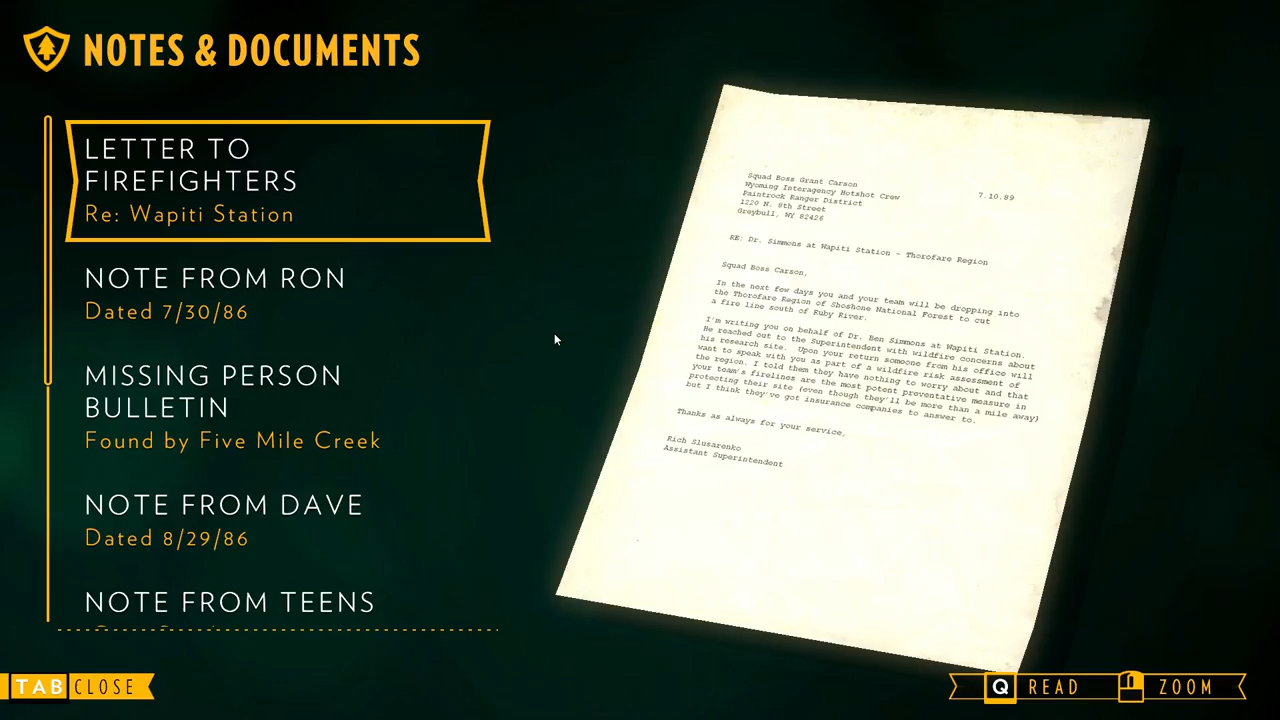 NOTES & DOCUMENTS
LETTER TO
FIREFIGHTERS
Re: Wapiti Station
NOTE FROM RON
Dated 7/30/86
MISSING PERSON
BULLETIN
Found by Five Mile Creek
NOTE FROM DAVE
Dated 8/29/86
NOTE FROM TEENS
Squad Boss Grant Carson
Wyoming Interagency Hotshot Crew
Paintrock Ranger District
1220 N. 8th Street
Greybull, WY 82426
7.10.89
RE: Dr. Simmons at Wapiti Station - Thorofare Region
Squad Boss Carson,
In the next few days you and your team will be dropping into
the Thorofare Region of Shoshone National Forest to cut
a fire line south of Ruby River.
I'm writing you on behalf of Dr. Ben Simmons at Wapiti Station.
He reached out to the Superintendent with wildfire concerns about
his research site. Upon your return someone from his office will
want to speak with you as part of a wildfire risk assessment of
the region. I told them they have nothing to worry about and that
your team's firelines are the most potent preventative measure in
protecting their site (even though they'll be more than a mile away)
but I think they've got insurance companies to answer to.
Thanks as always for your service,
Rich Slusarenko
Assistant Superintendent
TAB CLOSE
Q READ
ZOOM